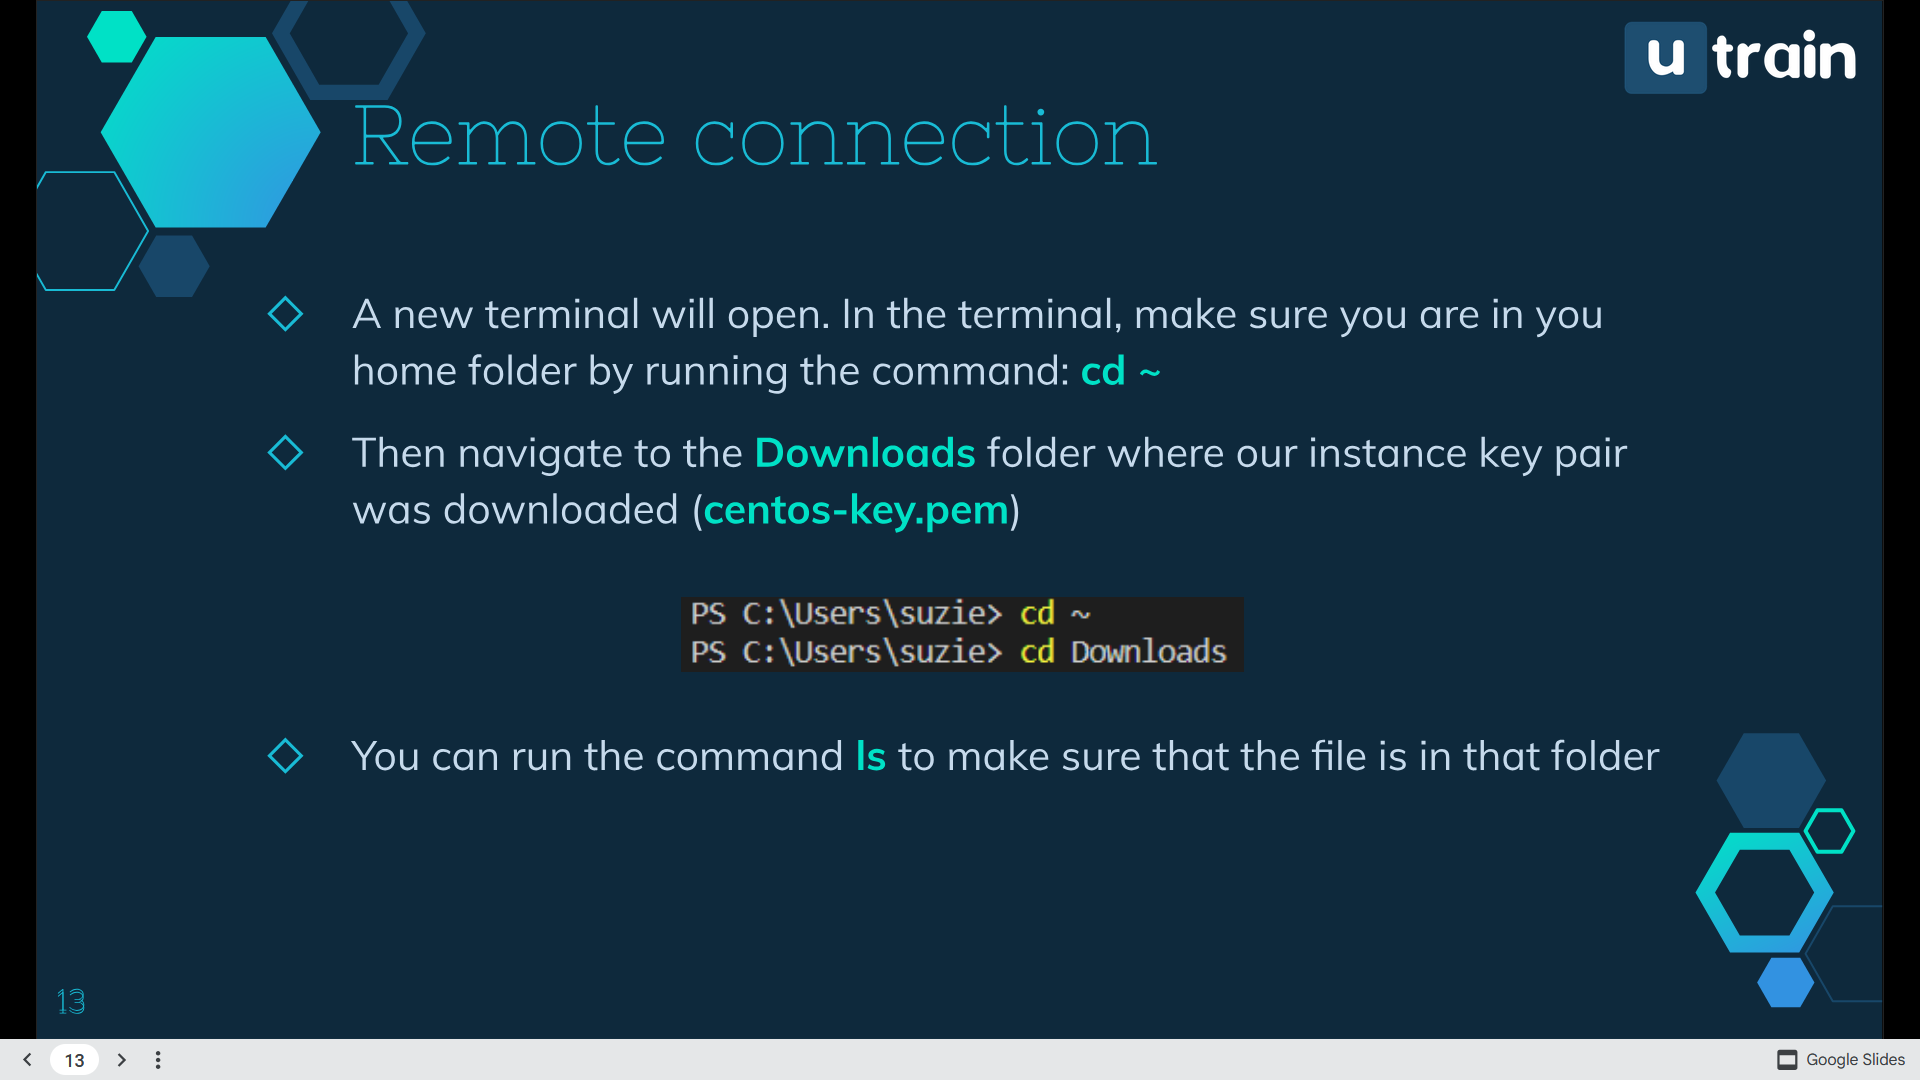 u train
Remote connection
A new terminal will open. In the terminal, make sure you are in you
home folder by running the command: cd ~
Then navigate to the Downloads folder where our instance key pair
was downloaded (centos-key.pem)
PS C:\Users\suzie> cd ~
PS C:\Users\suzie> cd Downloads
You can run the command ls to make sure that the file is in that folder
13
13
Google Slides